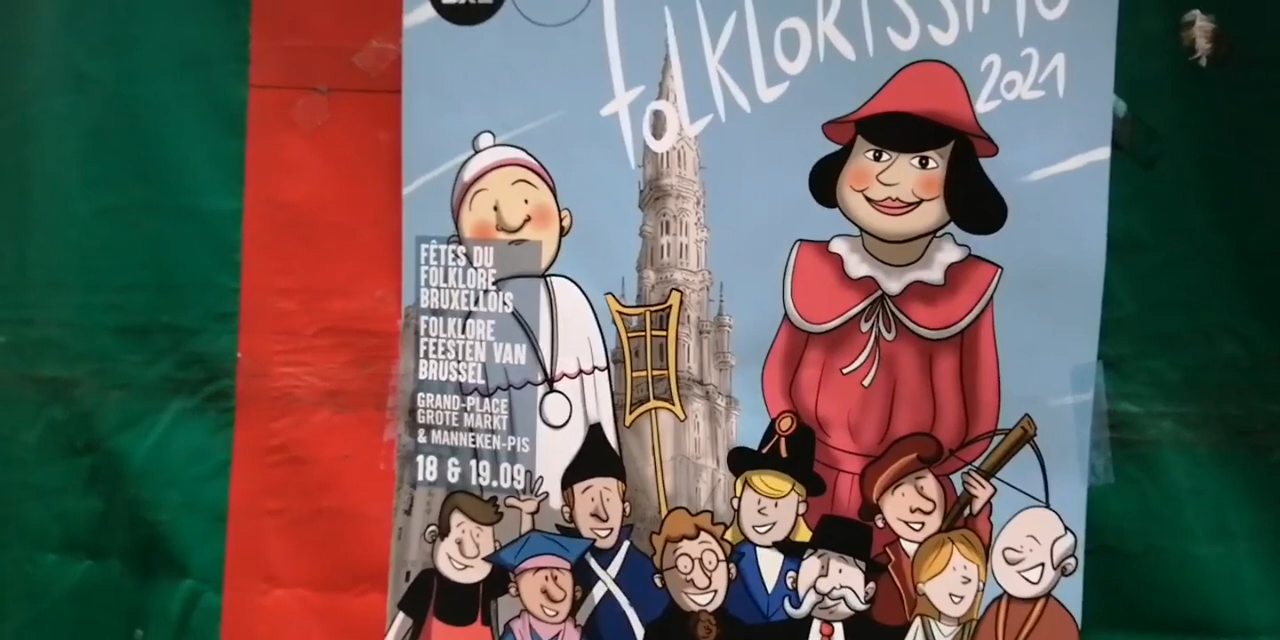 FOLKLORISSIMO
2021
FÊTES DU
FOLKLORE
BRUXELLOIS
FOLKLORE
FEESTEN VAN
BRUSSEL
GRAND-PLACE
GROTE MARKT
& MANNEKEN-PIS
18 & 19.09